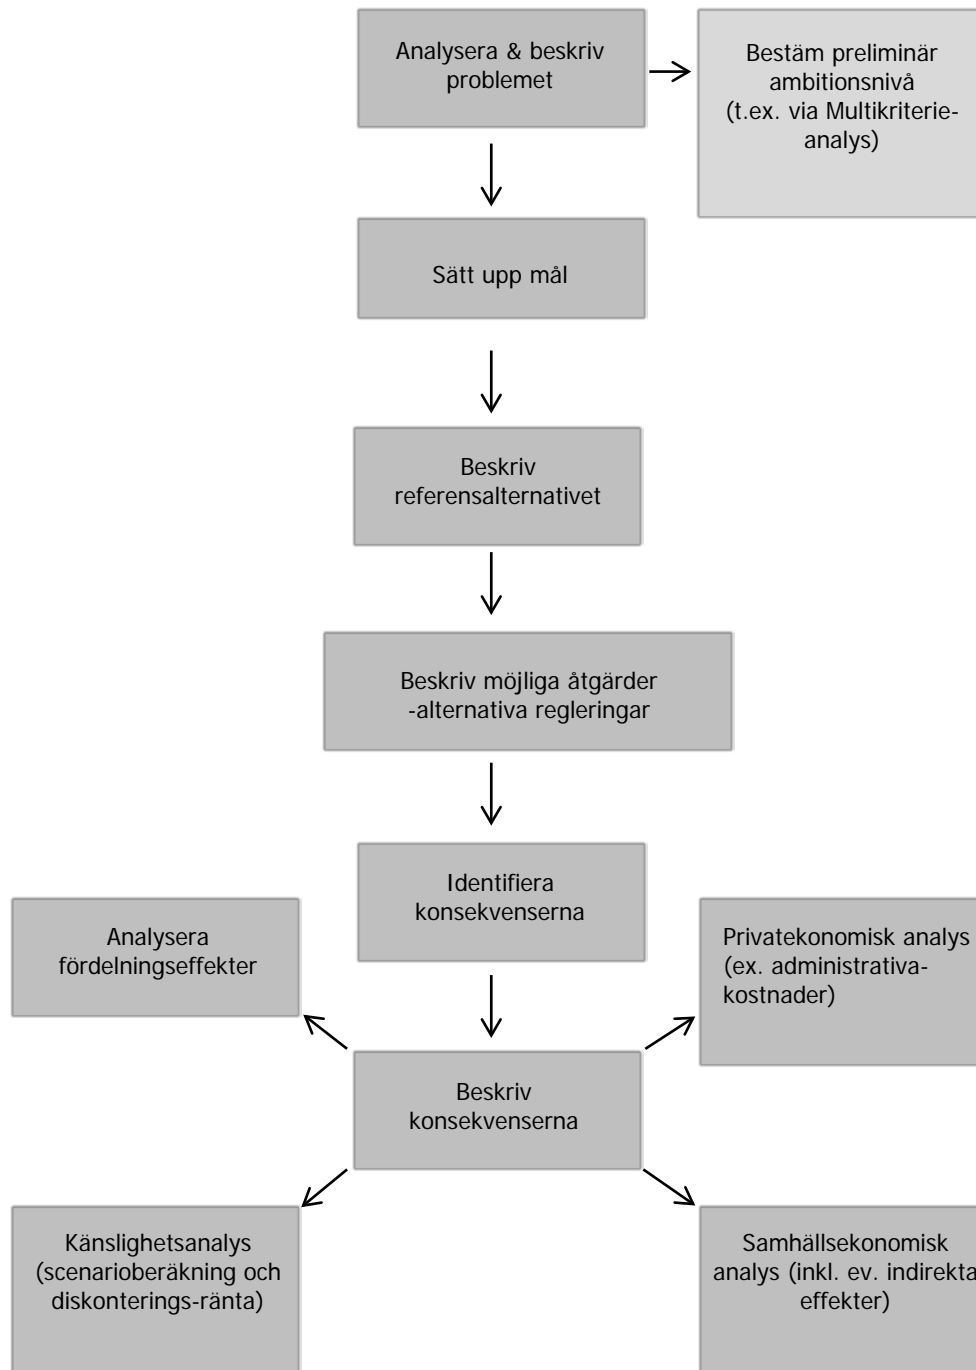 Analysera & beskriv
problemet
Bestäm preliminär
ambitionsnivå
(t.ex. via Multikriterie-
analys)
Sätt upp mål
Beskriv
referensalternativet
Beskriv möjliga åtgärder
-alternativa regleringar
Identifiera
konsekvenserna
Analysera
fördelningseffekter
Privatekonomisk analys
(ex. administrativa-
kostnader)
Beskriv
konsekvenserna
Känslighetsanalys
(scenarioberäkning och
diskonterings-ränta)
Samhällsekonomisk
analys (inkl. ev. indirekta
effekter)